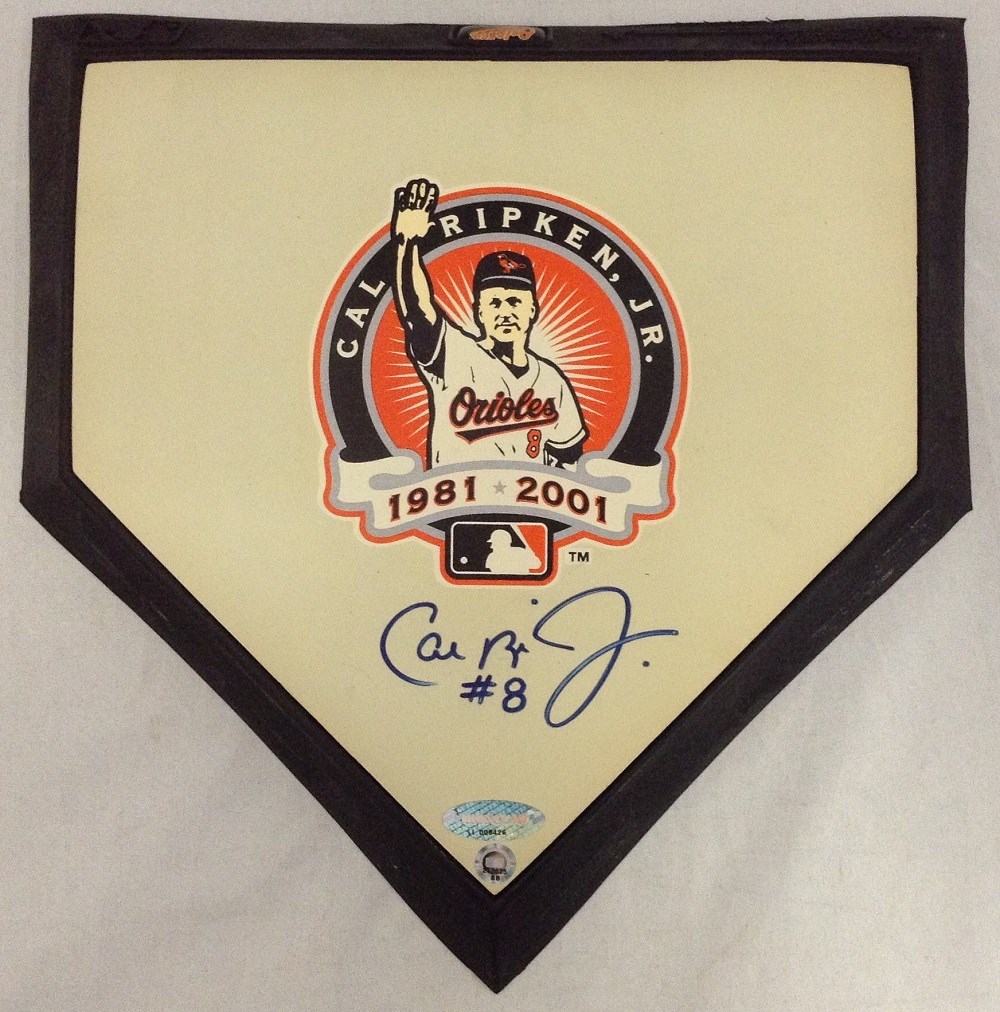 CAL RIPKEN, JR.
Orioles
8
1981 ★ 2001
TM
Cal Ripken Jr.
#8